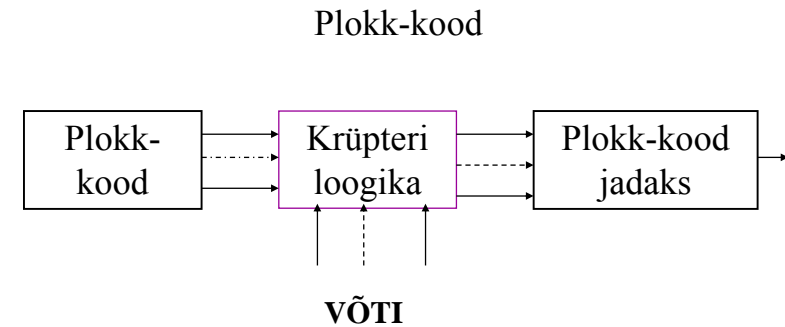 Plokk-kood
Plokk-
kood
Krüpteri
loogika
Plokk-kood
jadaks
VÕTI